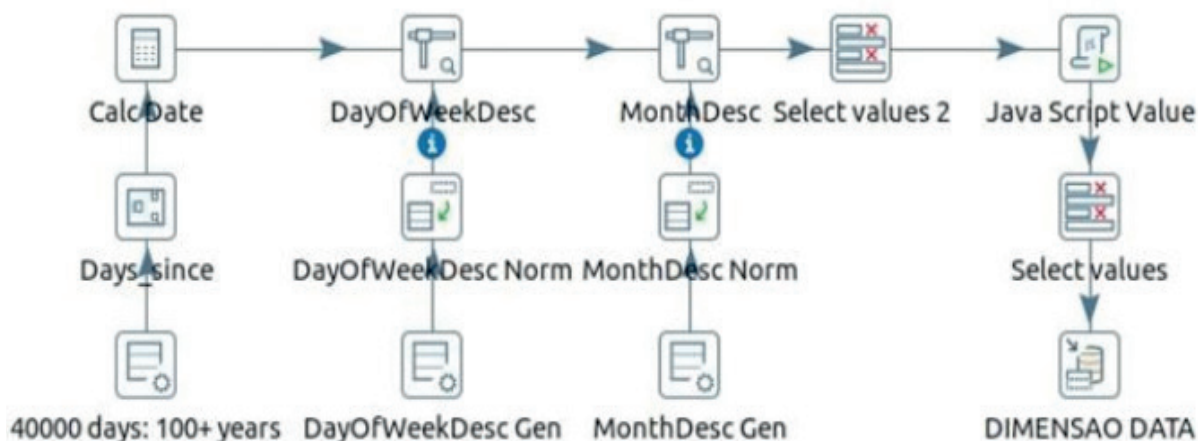 Calc Date
DayOfWeekDesc
MonthDesc
Select values 2
Java Script Value
Days_since
DayOfWeekDesc Norm
MonthDesc Norm
Select values
40000 days: 100+ years
DayOfWeekDesc Gen
MonthDesc Gen
DIMENSAO DATA